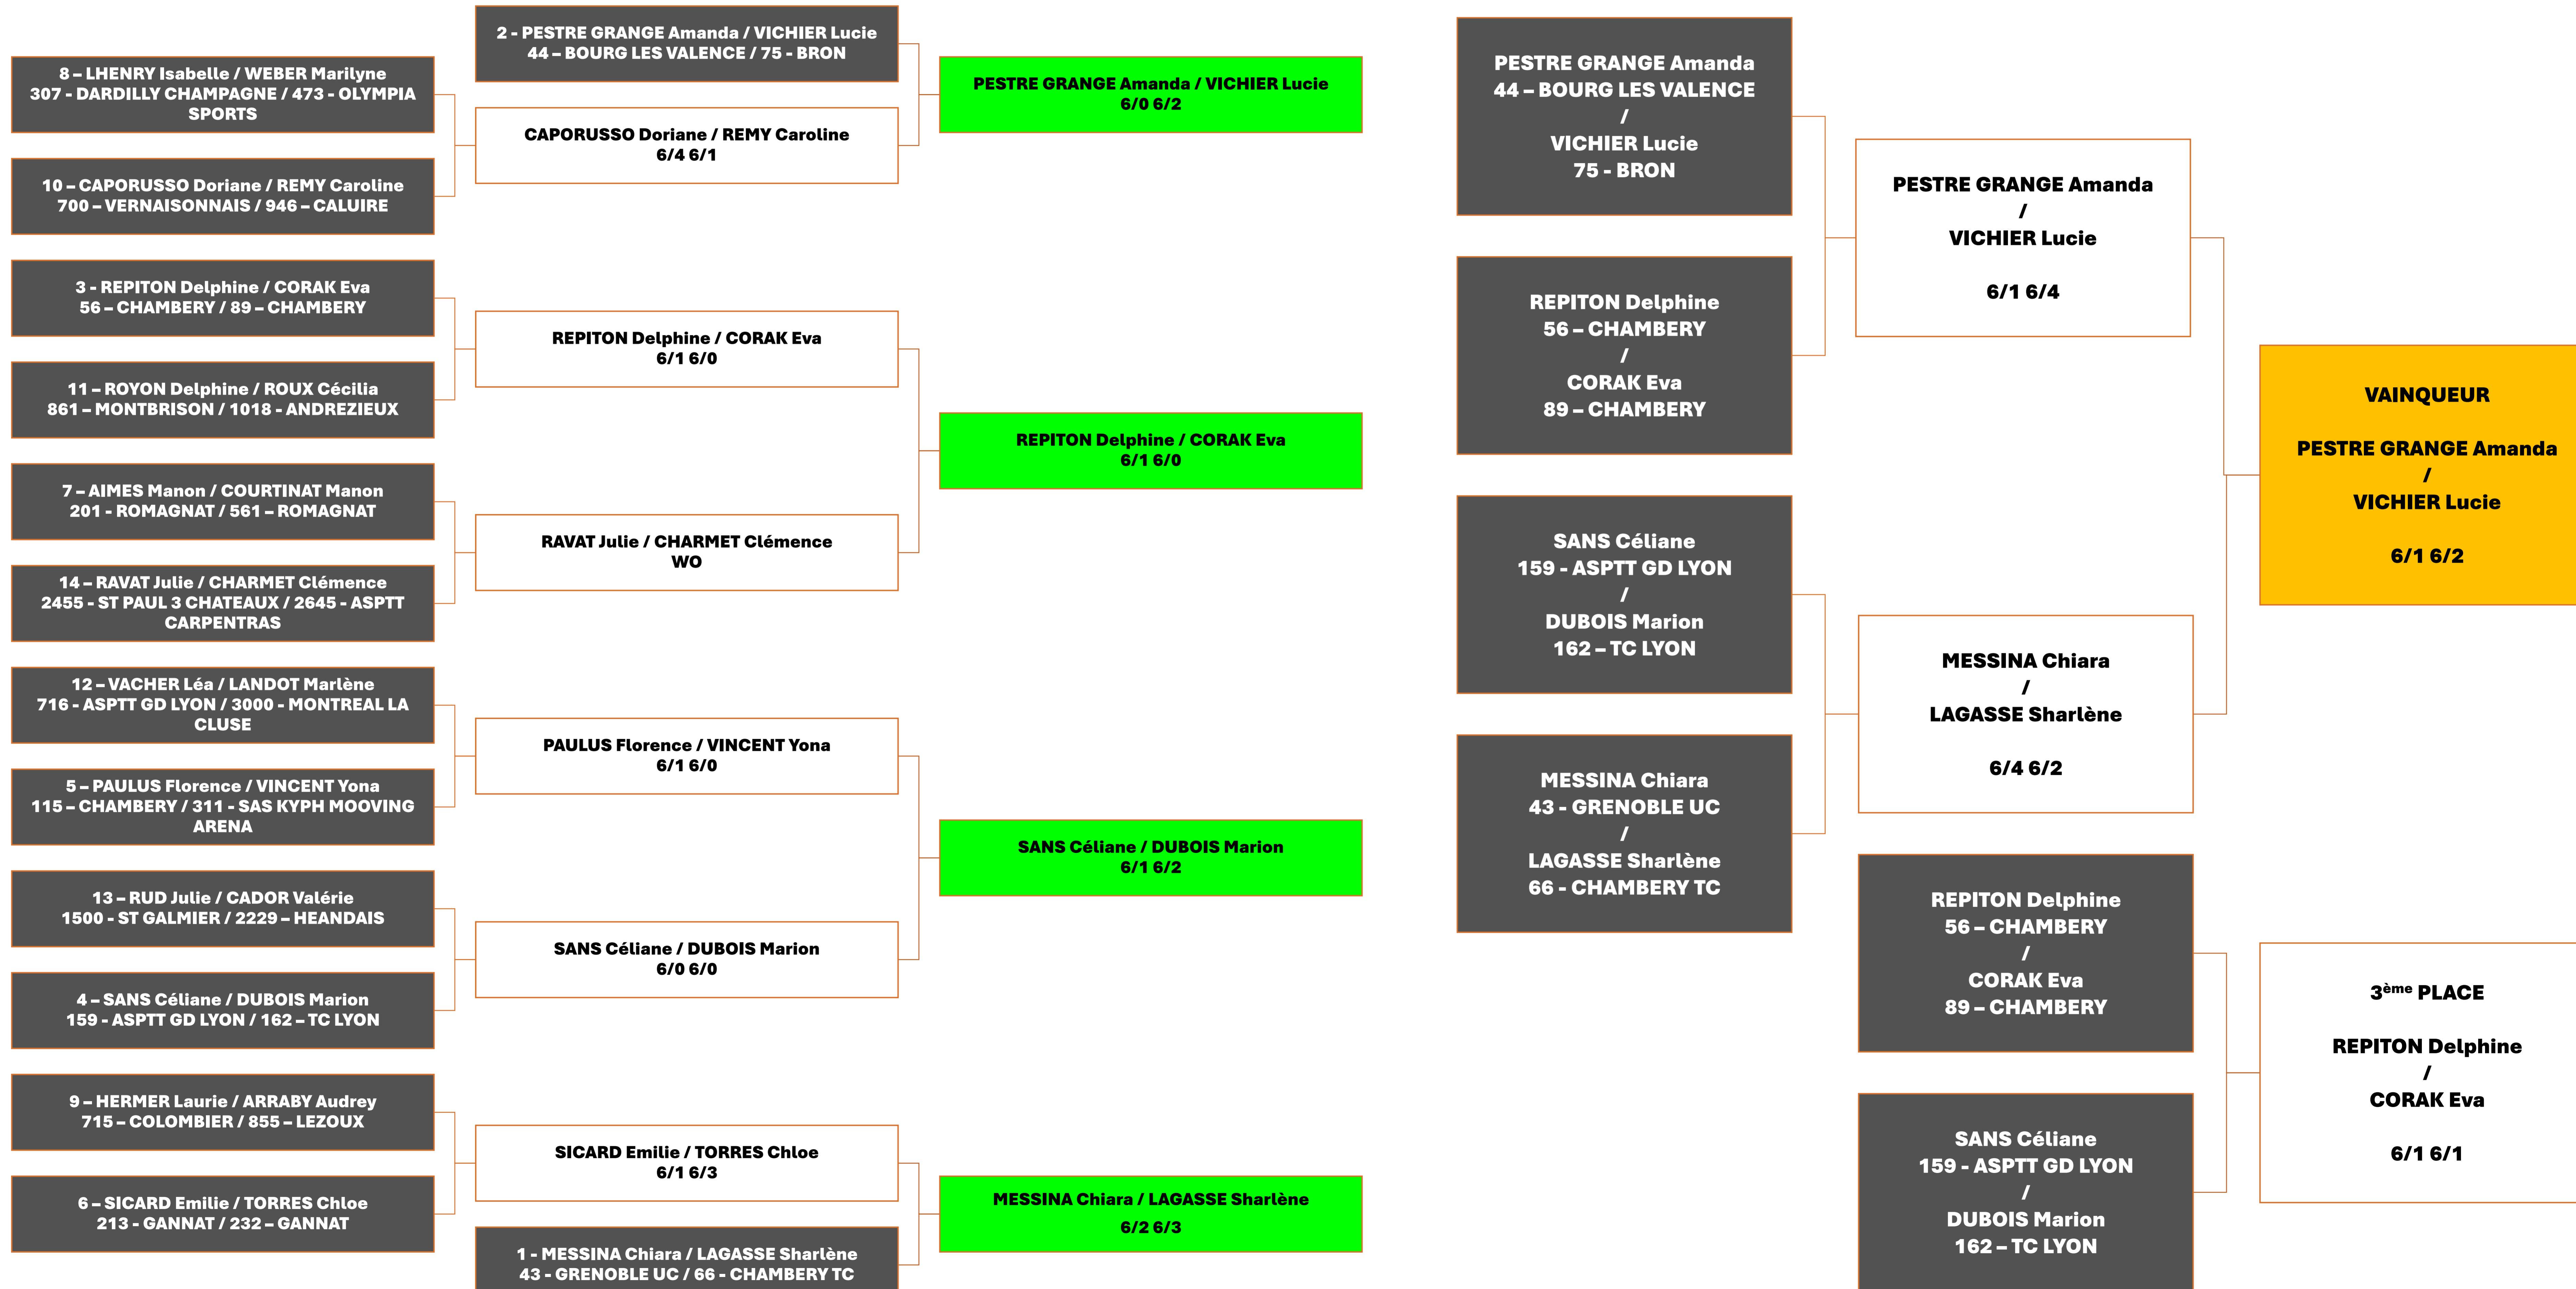 2 - PESTRE GRANGE Amanda / VICHIER Lucie
44 – BOURG LES VALENCE / 75 - BRON
8 – LHENRY Isabelle / WEBER Marilyne
307 - DARDILLY CHAMPAGNE / 473 - OLYMPIA
SPORTS
10 – CAPORUSSO Doriane / REMY Caroline
700 – VERNAISONNAIS / 946 – CALUIRE
CAPORUSSO Doriane / REMY Caroline
6/4 6/1
PESTRE GRANGE Amanda / VICHIER Lucie
6/0 6/2
3 - REPITON Delphine / CORAK Eva
56 – CHAMBERY / 89 – CHAMBERY
11 – ROYON Delphine / ROUX Cécilia
861 – MONTBRISON / 1018 - ANDREZIEUX
REPITON Delphine / CORAK Eva
6/1 6/0
7 – AIMES Manon / COURTINAT Manon
201 - ROMAGNAT / 561 – ROMAGNAT
14 – RAVAT Julie / CHARMET Clémence
2455 - ST PAUL 3 CHATEAUX / 2645 - ASPTT
CARPENTRAS
RAVAT Julie / CHARMET Clémence
WO
REPITON Delphine / CORAK Eva
6/1 6/0
12 – VACHER Léa / LANDOT Marlène
716 - ASPTT GD LYON / 3000 - MONTREAL LA
CLUSE
5 – PAULUS Florence / VINCENT Yona
115 – CHAMBERY / 311 - SAS KYPH MOOVING
ARENA
PAULUS Florence / VINCENT Yona
6/1 6/0
13 – RUD Julie / CADOR Valérie
1500 - ST GALMIER / 2229 – HEANDAIS
4 – SANS Céliane / DUBOIS Marion
159 - ASPTT GD LYON / 162 – TC LYON
SANS Céliane / DUBOIS Marion
6/0 6/0
SANS Céliane / DUBOIS Marion
6/1 6/2
9 – HERMER Laurie / ARRABY Audrey
715 – COLOMBIER / 855 – LEZOUX
6 – SICARD Emilie / TORRES Chloe
213 - GANNAT / 232 – GANNAT
SICARD Emilie / TORRES Chloe
6/1 6/3
1 - MESSINA Chiara / LAGASSE Sharlène
43 - GRENOBLE UC / 66 - CHAMBERY TC
MESSINA Chiara / LAGASSE Sharlène
6/2 6/3
PESTRE GRANGE Amanda
44 – BOURG LES VALENCE
/
VICHIER Lucie
75 - BRON
REPITON Delphine
56 – CHAMBERY
/
CORAK Eva
89 – CHAMBERY
PESTRE GRANGE Amanda
/
VICHIER Lucie
6/1 6/4
SANS Céliane
159 - ASPTT GD LYON
/
DUBOIS Marion
162 – TC LYON
MESSINA Chiara
43 - GRENOBLE UC
/
LAGASSE Sharlène
66 - CHAMBERY TC
MESSINA Chiara
/
LAGASSE Sharlène
6/4 6/2
VAINQUEUR
PESTRE GRANGE Amanda
/
VICHIER Lucie
6/1 6/2
REPITON Delphine
56 – CHAMBERY
/
CORAK Eva
89 – CHAMBERY
SANS Céliane
159 - ASPTT GD LYON
/
DUBOIS Marion
162 – TC LYON
3ème PLACE
REPITON Delphine
/
CORAK Eva
6/1 6/1